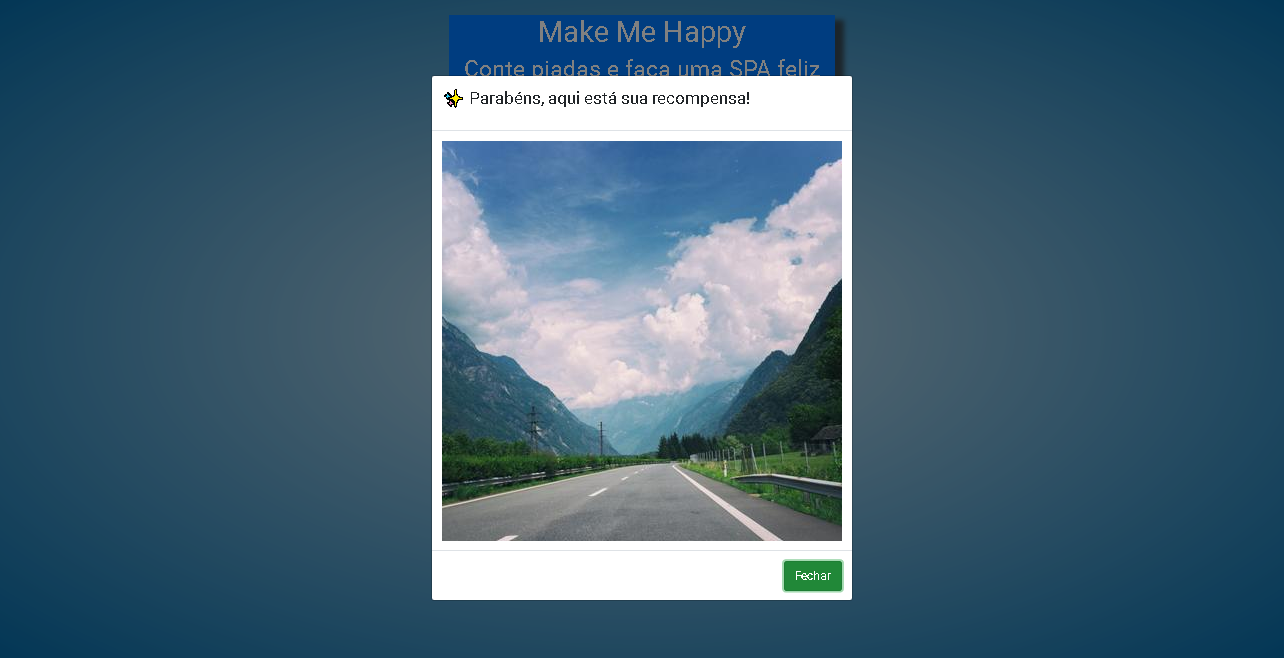 Make Me Happy
Conte piadas e faça uma SPA feliz
✨ Parabéns, aqui está sua recompensa!
Fechar